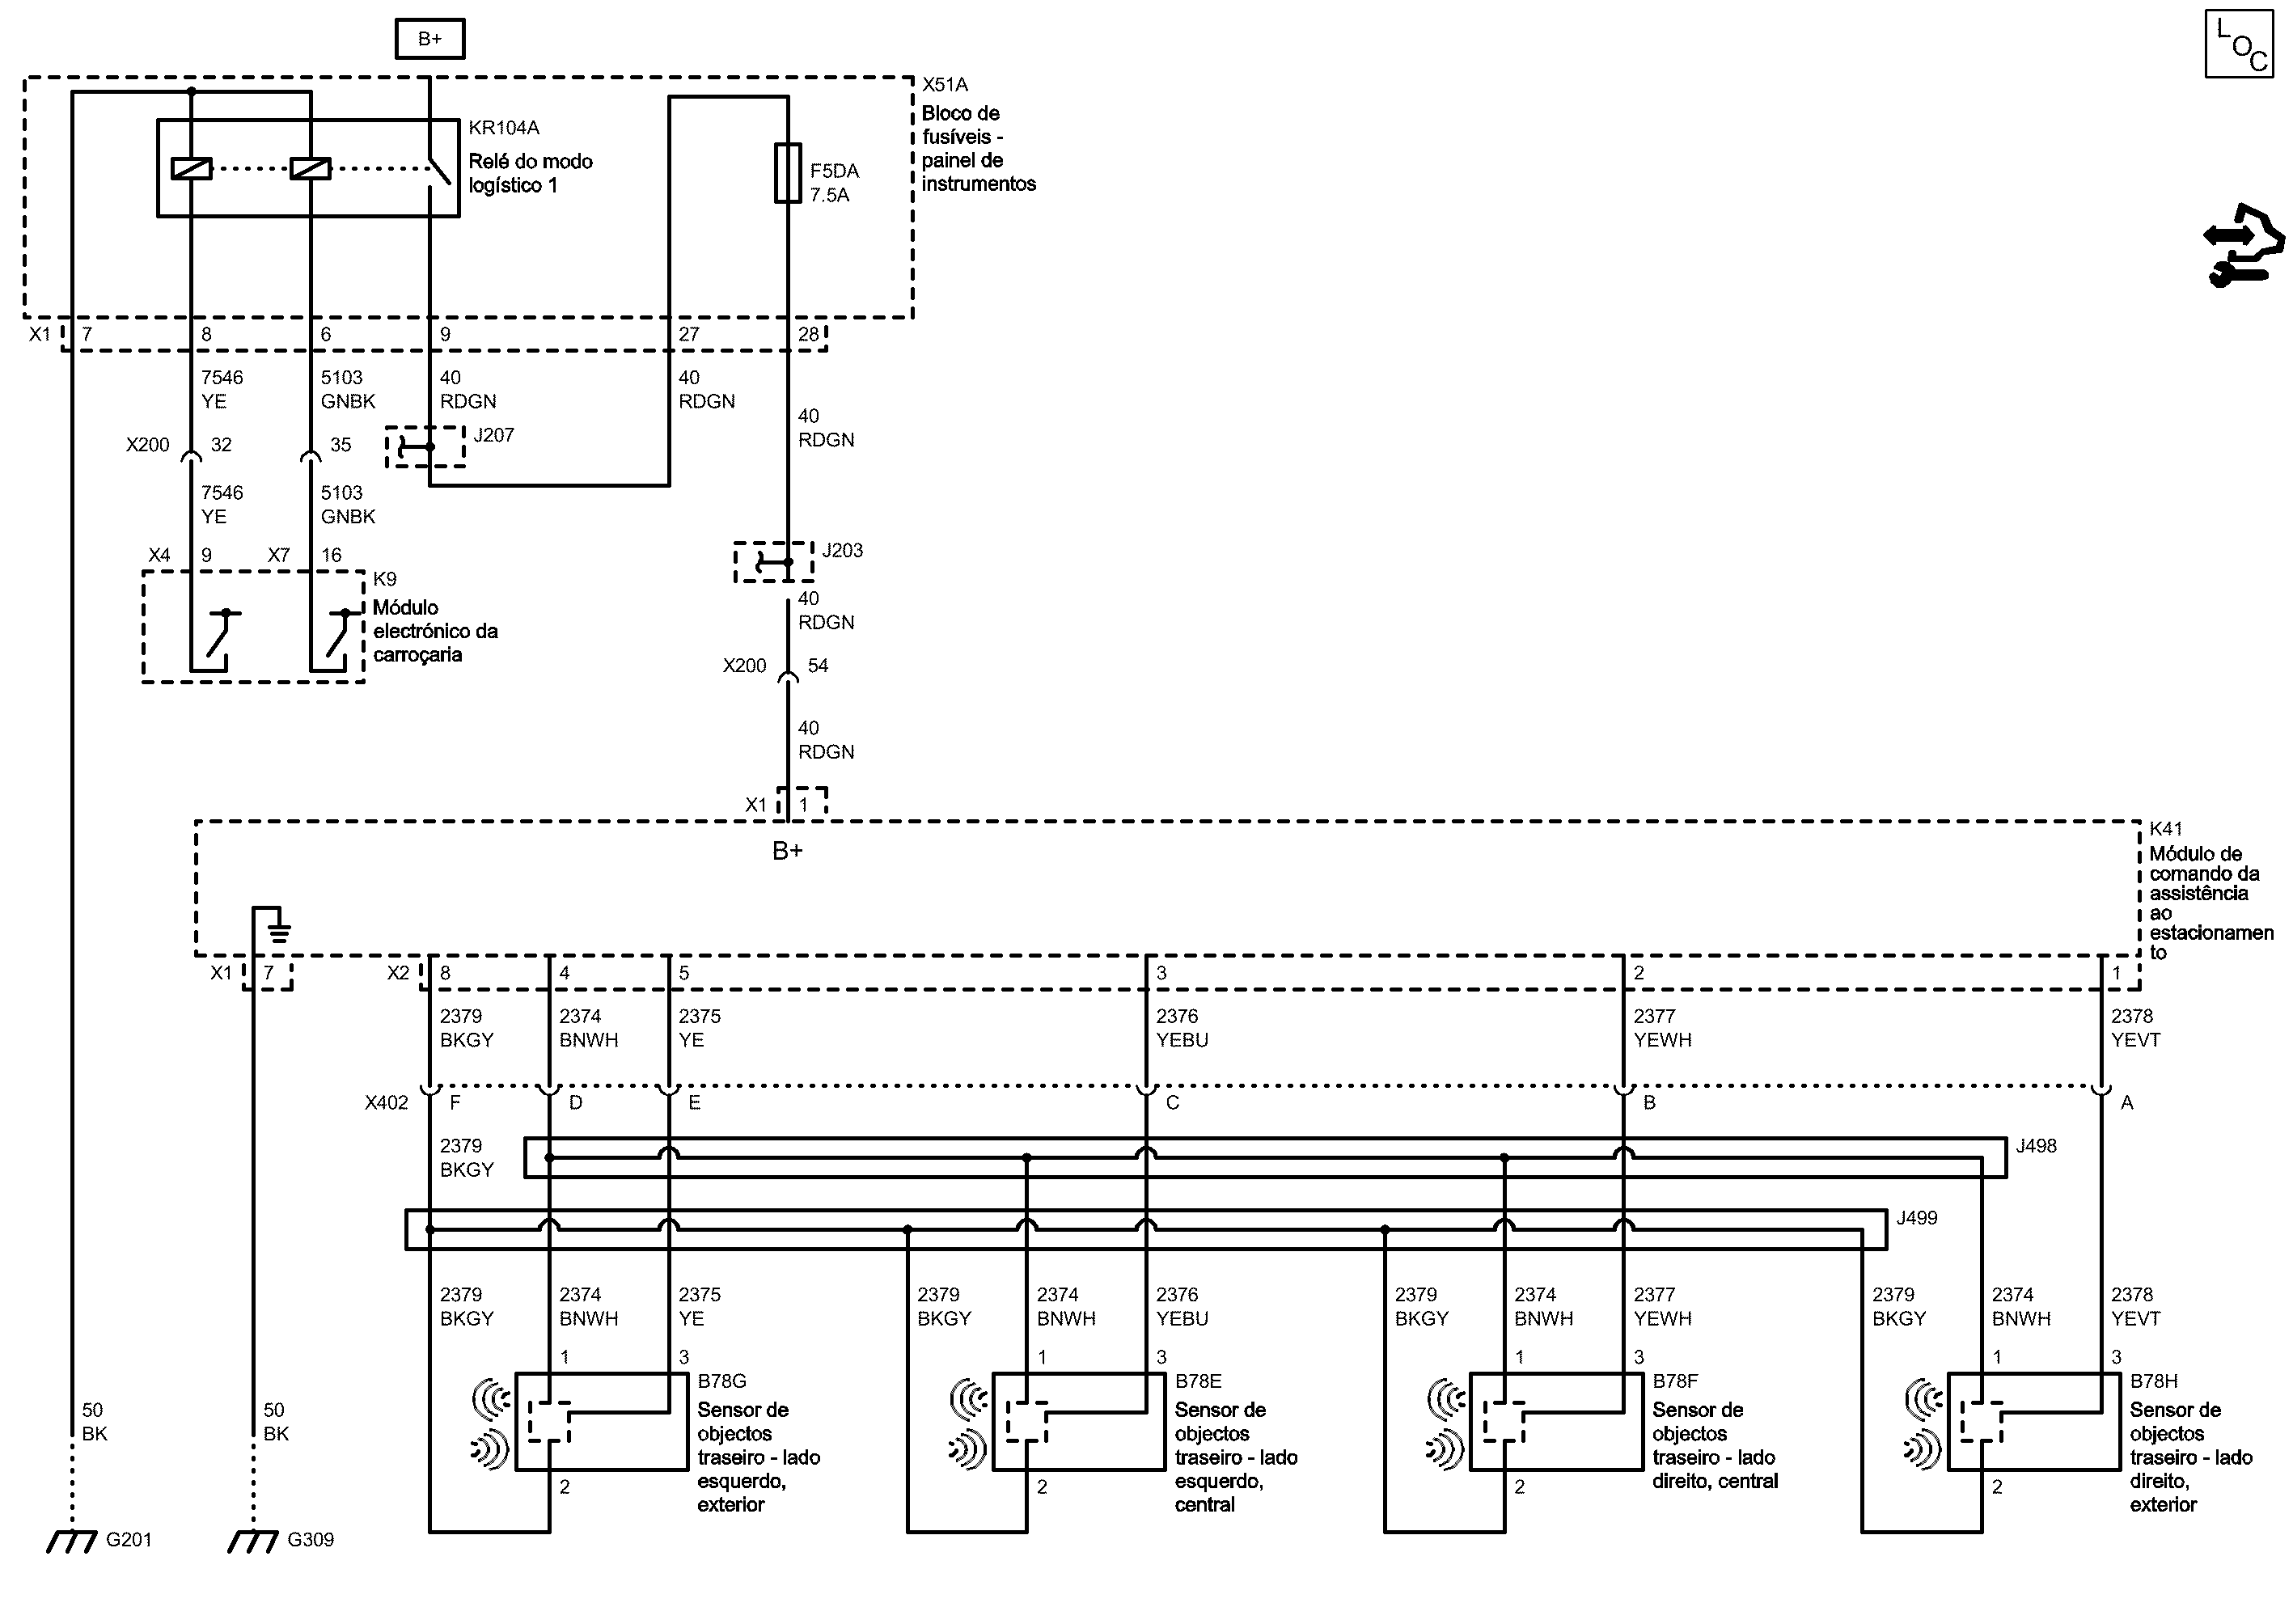 B+
LOC
X51A
Bloco de
fusíveis -
painel de
instrumentos
KR104A
Relé do modo
logístico 1
F5DA
7.5A
X1 7 8 6 9 27 28
7546 5103 40 40
YE GNBK RDGN RDGN
40
RDGN
J207
X200 32 35
7546 5103
YE GNBK
X4 9 X7 16
K9
Módulo
electrónico da
carroçaria
J203
40
RDGN
X200 54
40
RDGN
X1 1
B+
K41
Módulo de
comando da
assistência
ao
estacionamen
to
X1 7 X2 8 4 5 3 2 1
2379 2374 2375 2376 2377 2378
BKGY BNWH YE YEBU YEWH YEVT
X402 F D E C B A
2379
BKGY
J498
J499
2379 2374 2375 2379 2374 2376 2379 2374 2377 2379 2374 2378
BKGY BNWH YE BKGY BNWH YEBU BKGY BNWH YEWH BKGY BNWH YEVT
1 3 1 3 1 3 1 3
B78G
Sensor de
objectos
traseiro - lado
esquerdo,
exterior
2
B78E
Sensor de
objectos
traseiro - lado
esquerdo,
central
2
B78F
Sensor de
objectos
traseiro - lado
direito, central
2
B78H
Sensor de
objectos
traseiro - lado
direito,
exterior
2
50 50
BK BK
G201 G309